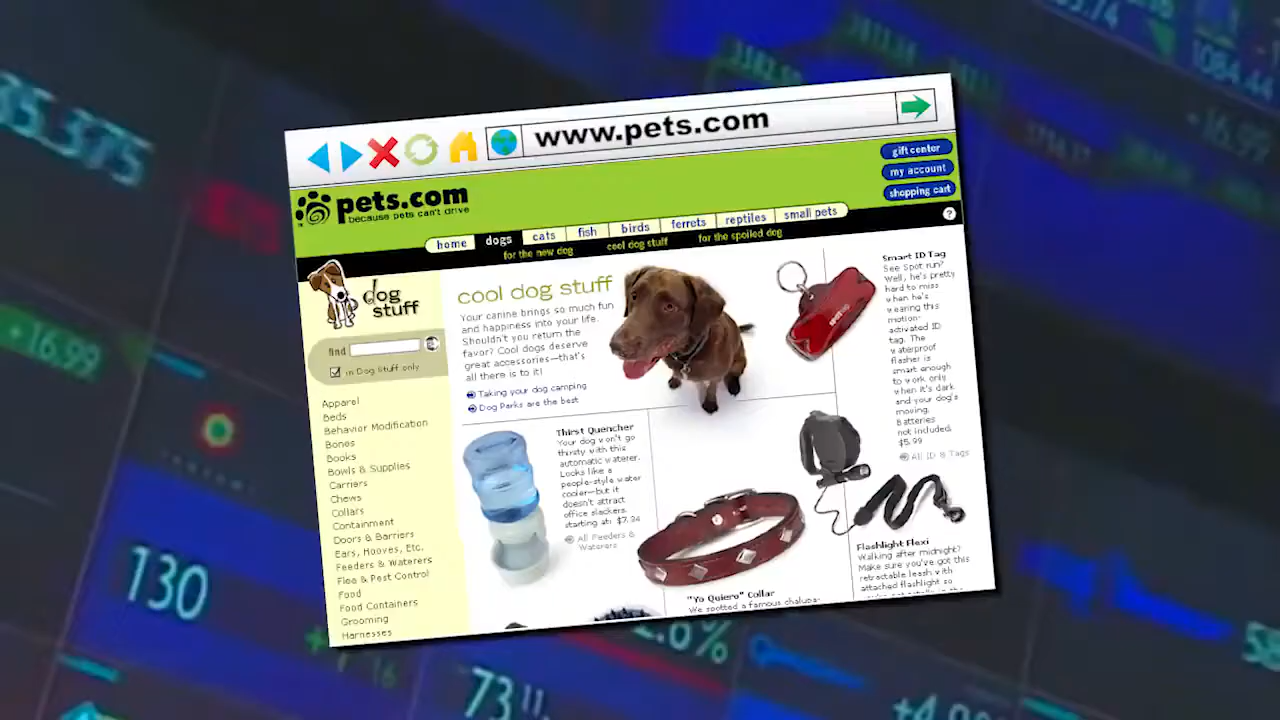 85.375
3383.68
1084.44
+16.99
+16.99
www.pets.com
gift center
my account
shopping cart
pets.com
because pets can't drive
?
home
dogs
cats
fish
birds
ferrets
reptiles
small pets
for the new dog
cool dog stuff
for the spoiled dog
dog
stuff
find
in Dog Stuff only
Apparel
Beds
Behavior Modification
Bones
Books
Bowls & Supplies
Carriers
Chews
Collars
Containment
Doors & Barriers
Ears, Hooves, Etc.
Feeders & Waterers
Flea & Pest Control
Food
Food Containers
Grooming
Harnesses
cool dog stuff
Your canine brings so much fun
and happiness into your life.
Shouldn't you return the
favor? Cool dogs deserve
great accessories—that's
all there is to it!
Taking your dog camping
Dog Parks are the best
Smart ID Tag
See Spot run?
Well, he's pretty
hard to miss
when he's
wearing this
motion-
activated ID
tag. The
waterproof
flasher is
smart enough
to work only
when it's dark
and your dog's
moving.
Batteries
not included.
$5.99
All ID & Tags
Thirst Quencher
Your dog won't go
thirsty with this
automatic waterer.
Looks like a
people-style water
cooler—but it
doesn't attract
office slackers.
starting at: $7.34
All Feeders &
Waterers
"Yo Quiero" Collar
We spotted a famous chalupa-
Flashlight Flexi
Walking after midnight?
Make sure you've got this
retractable leash with
attached flashlight so
130
2.6%
73